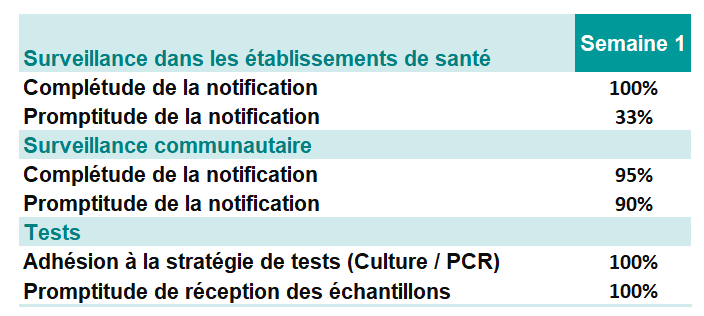 Surveillance dans les établissements de santé Semaine 1
Complétude de la notification 100%
Promptitude de la notification 33%
Surveillance communautaire
Complétude de la notification 95%
Promptitude de la notification 90%
Tests
Adhésion à la stratégie de tests (Culture / PCR) 100%
Promptitude de réception des échantillons 100%